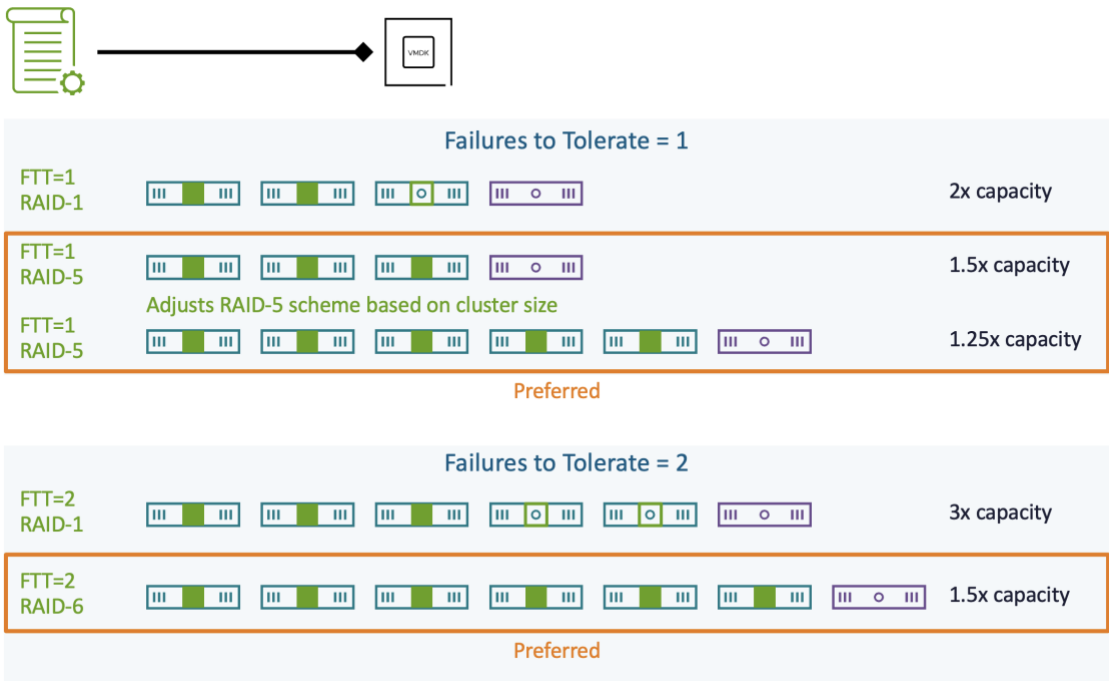 VMDK
Failures to Tolerate = 1
FTT=1
RAID-1
2x capacity
FTT=1
RAID-5
1.5x capacity
Adjusts RAID-5 scheme based on cluster size
FTT=1
RAID-5
1.25x capacity
Preferred
Failures to Tolerate = 2
FTT=2
RAID-1
3x capacity
FTT=2
RAID-6
1.5x capacity
Preferred